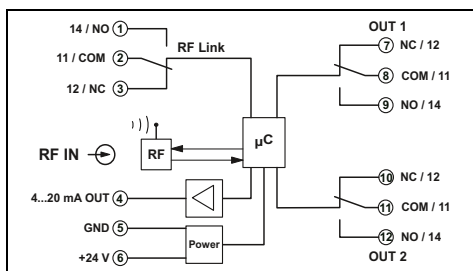 14 / NO 1
11 / COM 2
12 / NC 3
RF Link
RF IN
RF
µC
4...20 mA OUT 4
GND 5
+24 V 6
Power
OUT 1
7 NC / 12
8 COM / 11
9 NO / 14
10 NC / 12
11 COM / 11
12 NO / 14
OUT 2